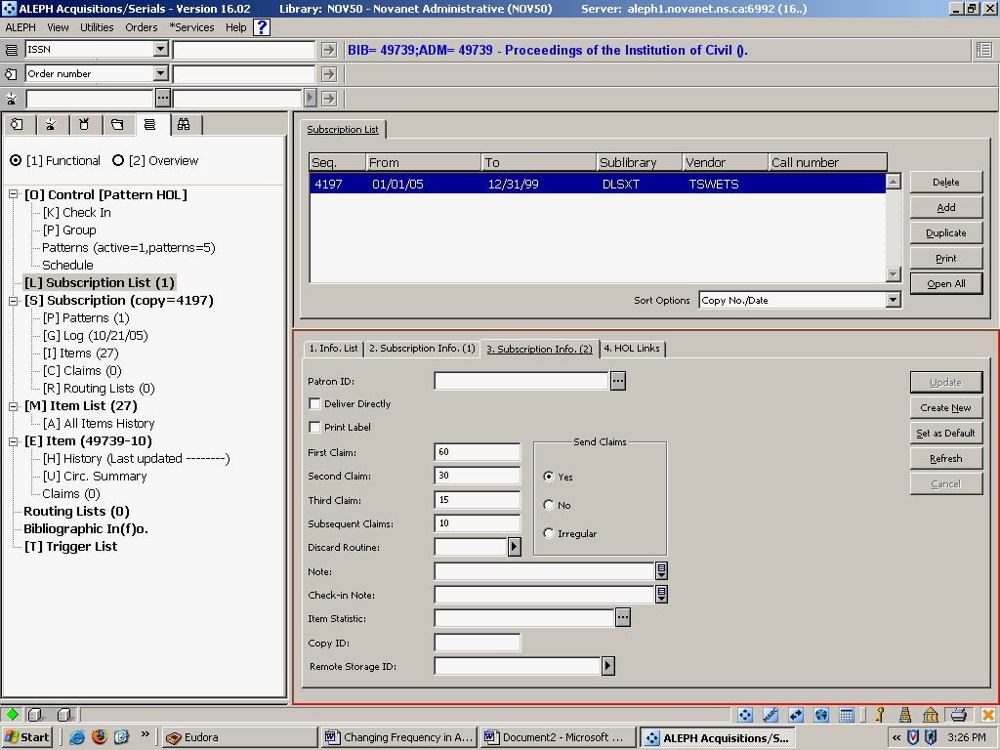 ALEPH Acquisitions/Serials - Version 16.02 Library: NOV50 - Novanet Administrative (NOV50) Server: aleph1.novanet.ns.ca:6992 (16..)
ALEPH View Utilities Orders *Services Help ?
ISSN
BIB= 49739;ADM= 49739 - Proceedings of the Institution of Civil ().
Order number
[1] Functional [2] Overview
[O] Control [Pattern HOL]
[K] Check In
[P] Group
Patterns (active=1,patterns=5)
Schedule
[L] Subscription List (1)
[S] Subscription (copy=4197)
[P] Patterns (1)
[G] Log (10/21/05)
[I] Items (27)
[C] Claims (0)
[R] Routing Lists (0)
[M] Item List (27)
[A] All Items History
[E] Item (49739-10)
[H] History (Last updated --------)
[U] Circ. Summary
Claims (0)
Routing Lists (0)
Bibliographic In(f)o.
[T] Trigger List
Subscription List
Seq. From To Sublibrary Vendor Call number
4197 01/01/05 12/31/99 DLSXT TSWETS
Delete
Add
Duplicate
Print
Open All
Sort Options Copy No./Date
1. Info. List 2. Subscription Info. (1) 3. Subscription Info. (2) 4. HOL Links
Patron ID: ...
Deliver Directly
Print Label
First Claim: 60
Second Claim: 30
Third Claim: 15
Subsequent Claims: 10
Discard Routine:
Note:
Check-in Note:
Item Statistic: ...
Copy ID:
Remote Storage ID:
Send Claims
Yes
No
Irregular
Update
Create New
Set as Default
Refresh
Cancel
Start Eudora Changing Frequency in A... Document2 - Microsoft ... ALEPH Acquisitions/S... 3:26 PM